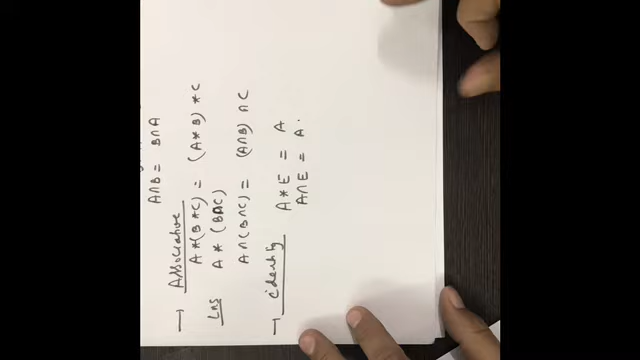 A∩B = B∩A
→ Associative
A*(B*C) = (A*B)*C
LHS A*(B∩C)
A∩(B∩C) = (A∩B)∩C
→ identity
A*E = A
A∩E = A.